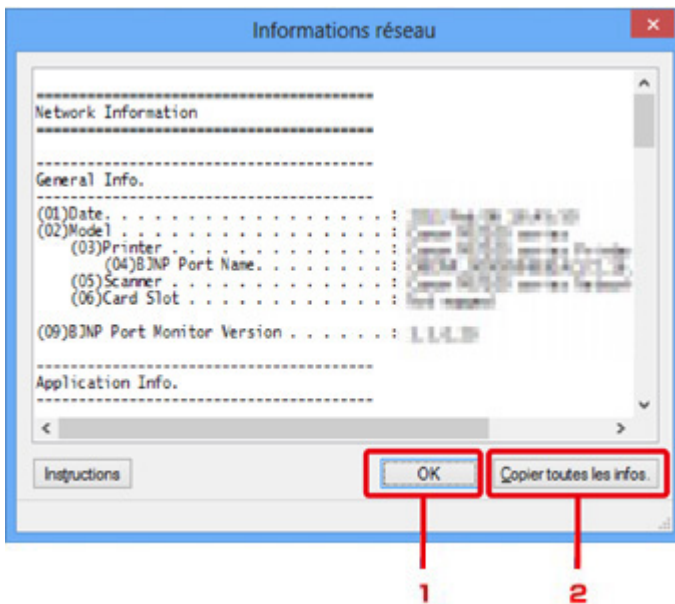 Informations réseau
==========================================
Network Information
==========================================
------------------------------------------
General Info.
------------------------------------------
(01)Date. . . . . . . . . . . . . . . . . . :
(02)Model . . . . . . . . . . . . . . . . . :
(03)Printer . . . . . . . . . . . . . . . :
(04)BJNP Port Name. . . . . . . . . . . :
(05)Scanner . . . . . . . . . . . . . . . :
(06)Card Slot . . . . . . . . . . . . . . :
(09)BJNP Port Monitor Version . . . . . . :
------------------------------------------
Application Info.
------------------------------------------
Instructions OK Copier toutes les infos.
1 2